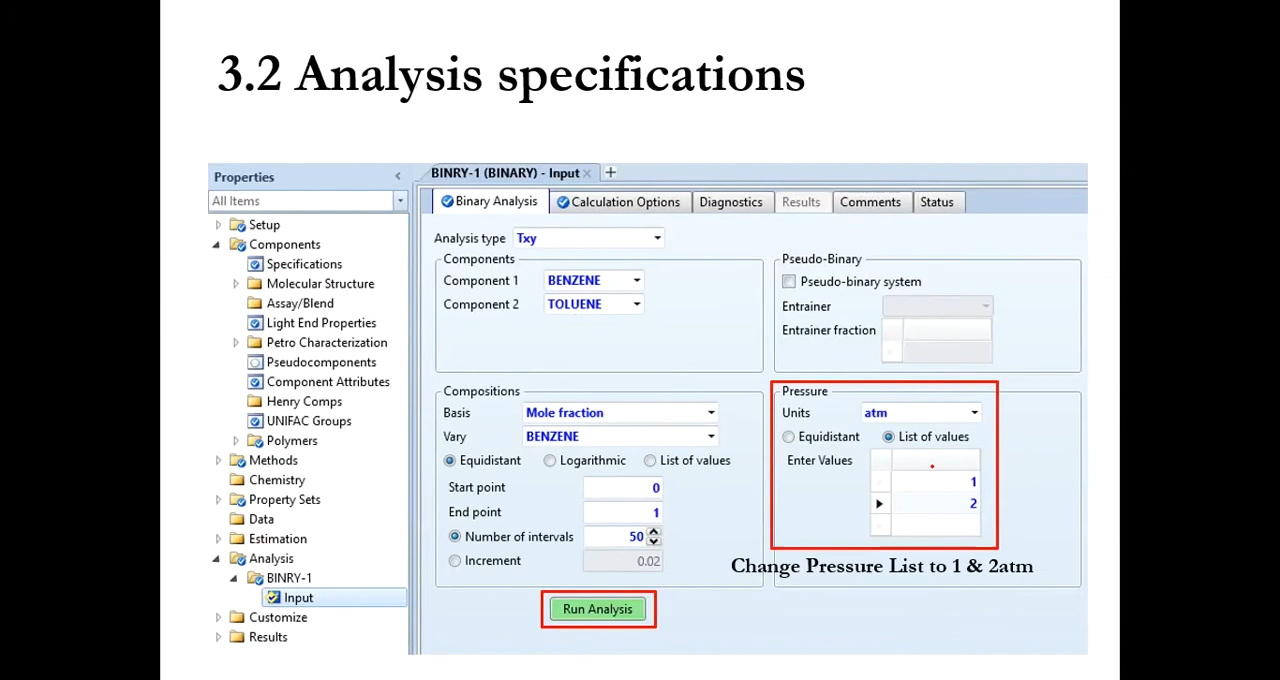 3.2 Analysis specifications
Properties
All Items
Setup
Components
Specifications
Molecular Structure
Assay/Blend
Light End Properties
Petro Characterization
Pseudocomponents
Component Attributes
Henry Comps
UNIFAC Groups
Polymers
Methods
Chemistry
Property Sets
Data
Estimation
Analysis
BINRY-1
Input
Customize
Results
BINRY-1 (BINARY) - Input
Binary Analysis
Calculation Options
Diagnostics
Results
Comments
Status
Analysis type Txy
Components
Component 1 BENZENE
Component 2 TOLUENE
Pseudo-Binary
Pseudo-binary system
Entrainer
Entrainer fraction
Compositions
Basis Mole fraction
Vary BENZENE
Equidistant Logarithmic List of values
Start point 0
End point 1
Number of intervals 50
Increment 0.02
Pressure
Units atm
Equidistant List of values
Enter Values
1
2
Change Pressure List to 1 & 2atm
Run Analysis